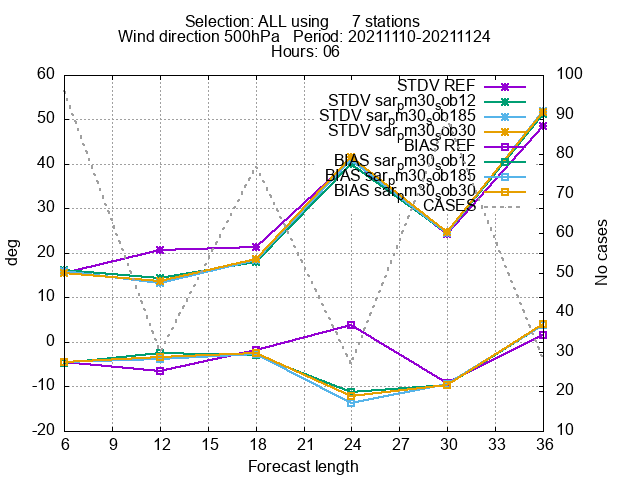 Selection: ALL using 7 stations
Wind direction 500hPa Period: 20211110-20211124
Hours: 06
60 100
STDV REF
STDV sar_pm30_sob12
STDV sar_pm30_sob185
STDV sar_pm30_sob30
BIAS REF
BIAS sar_pm30_sob12
BIAS sar_pm30_sob185
BIAS sar_pm30_sob30
CASES
50 90
40 80
30 70
20 60
10 50
0 40
-10 30
-20 20
10
deg
No cases
6 9 12 15 18 21 24 27 30 33 36
Forecast length